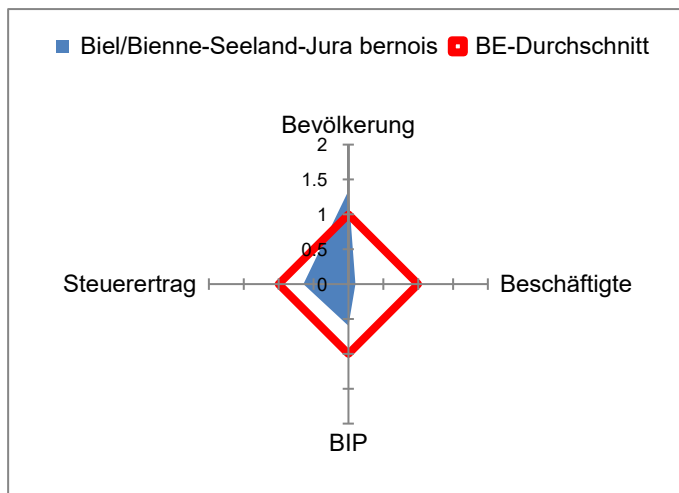 Biel/Bienne-Seeland-Jura bernois BE-Durchschnitt
Bevölkerung
2
1.5
1
0.5
Steuerertrag 0 Beschäftigte
BIP